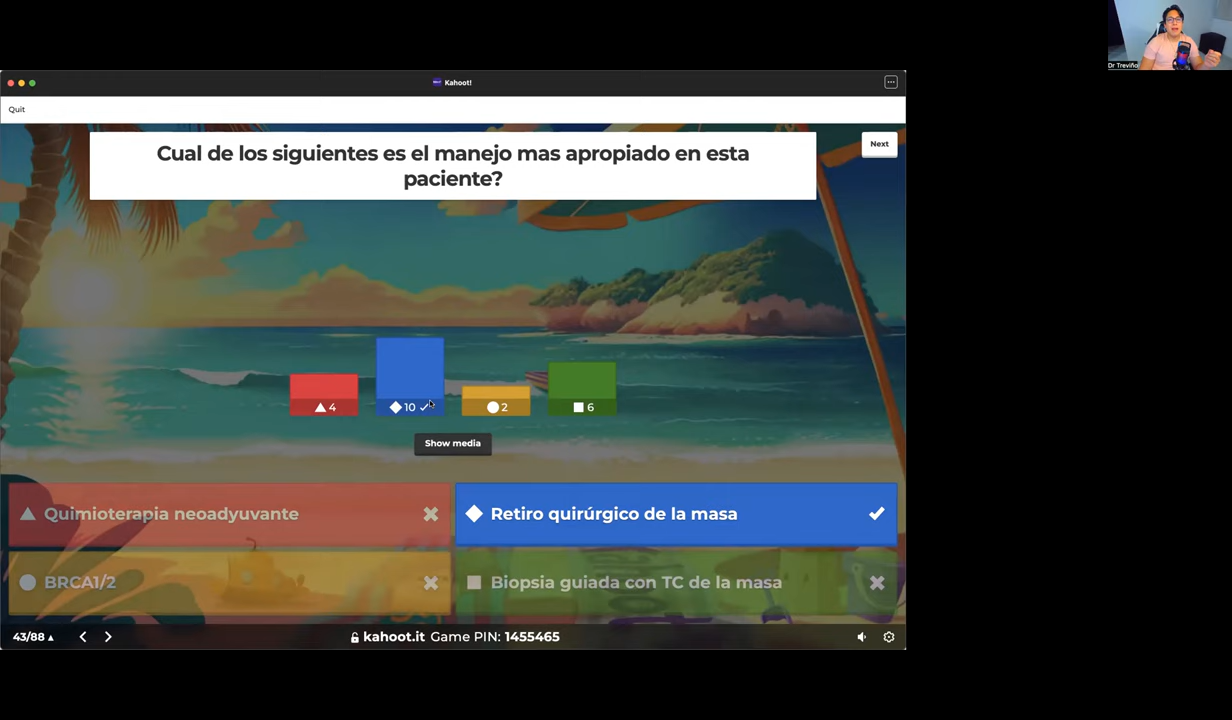 Dr Treviño
Kahoot!
Quit
Cual de los siguientes es el manejo mas apropiado en esta
paciente?
Next
4
10
2
6
Show media
Quimioterapia neoadyuvante
Retiro quirúrgico de la masa
BRCA1/2
Biopsia guiada con TC de la masa
43/88
kahoot.it Game PIN: 1455465